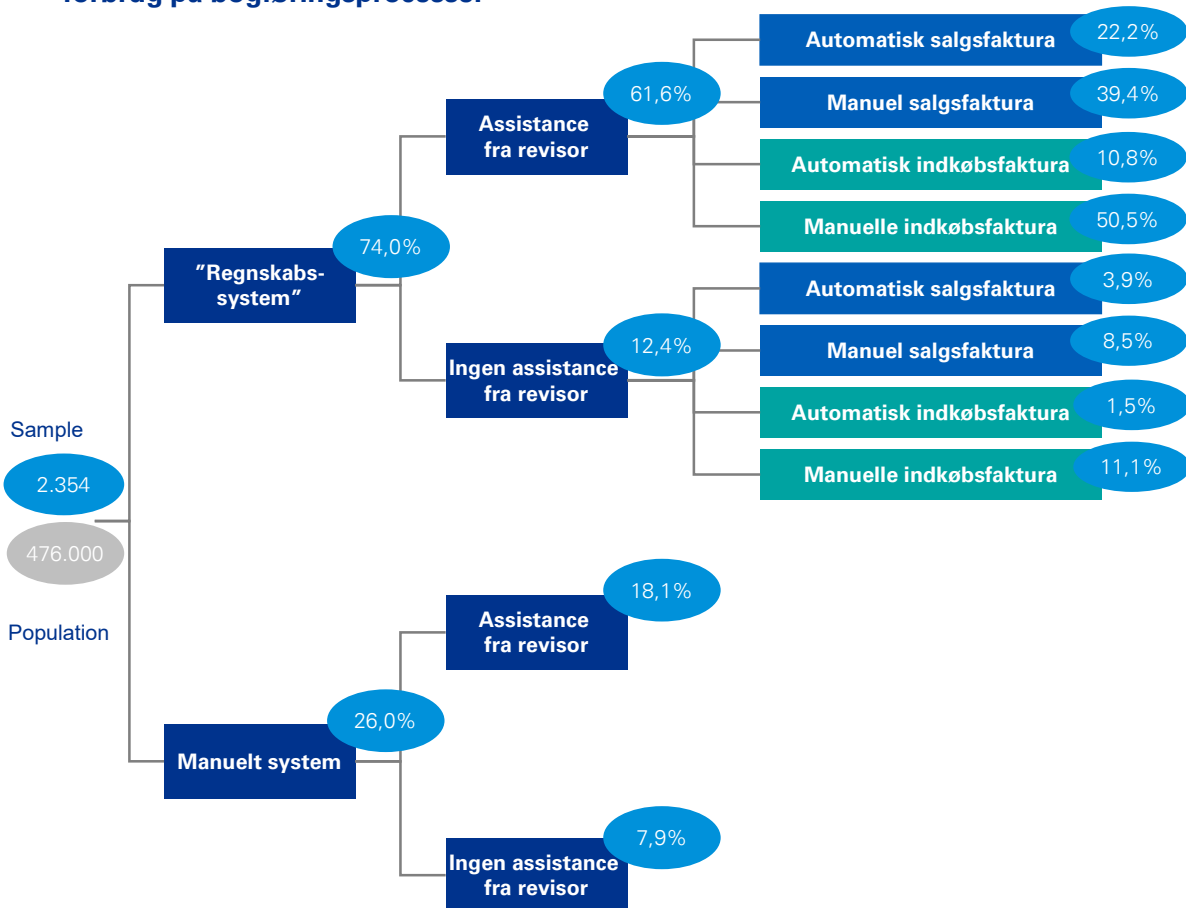 forbrug på bogføringsprocesser
Automatisk salgsfaktura
22,2%
61,6%
Manuel salgsfaktura
39,4%
Assistance
fra revisor
Automatisk indkøbsfaktura
10,8%
Manuelle indkøbsfaktura
50,5%
74,0%
"Regnskabs-
system"
Automatisk salgsfaktura
3,9%
12,4%
Manuel salgsfaktura
8,5%
Ingen assistance
fra revisor
Automatisk indkøbsfaktura
1,5%
Manuelle indkøbsfaktura
11,1%
Sample
2.354
476.000
Population
18,1%
Assistance
fra revisor
26,0%
Manuelt system
7,9%
Ingen assistance
fra revisor